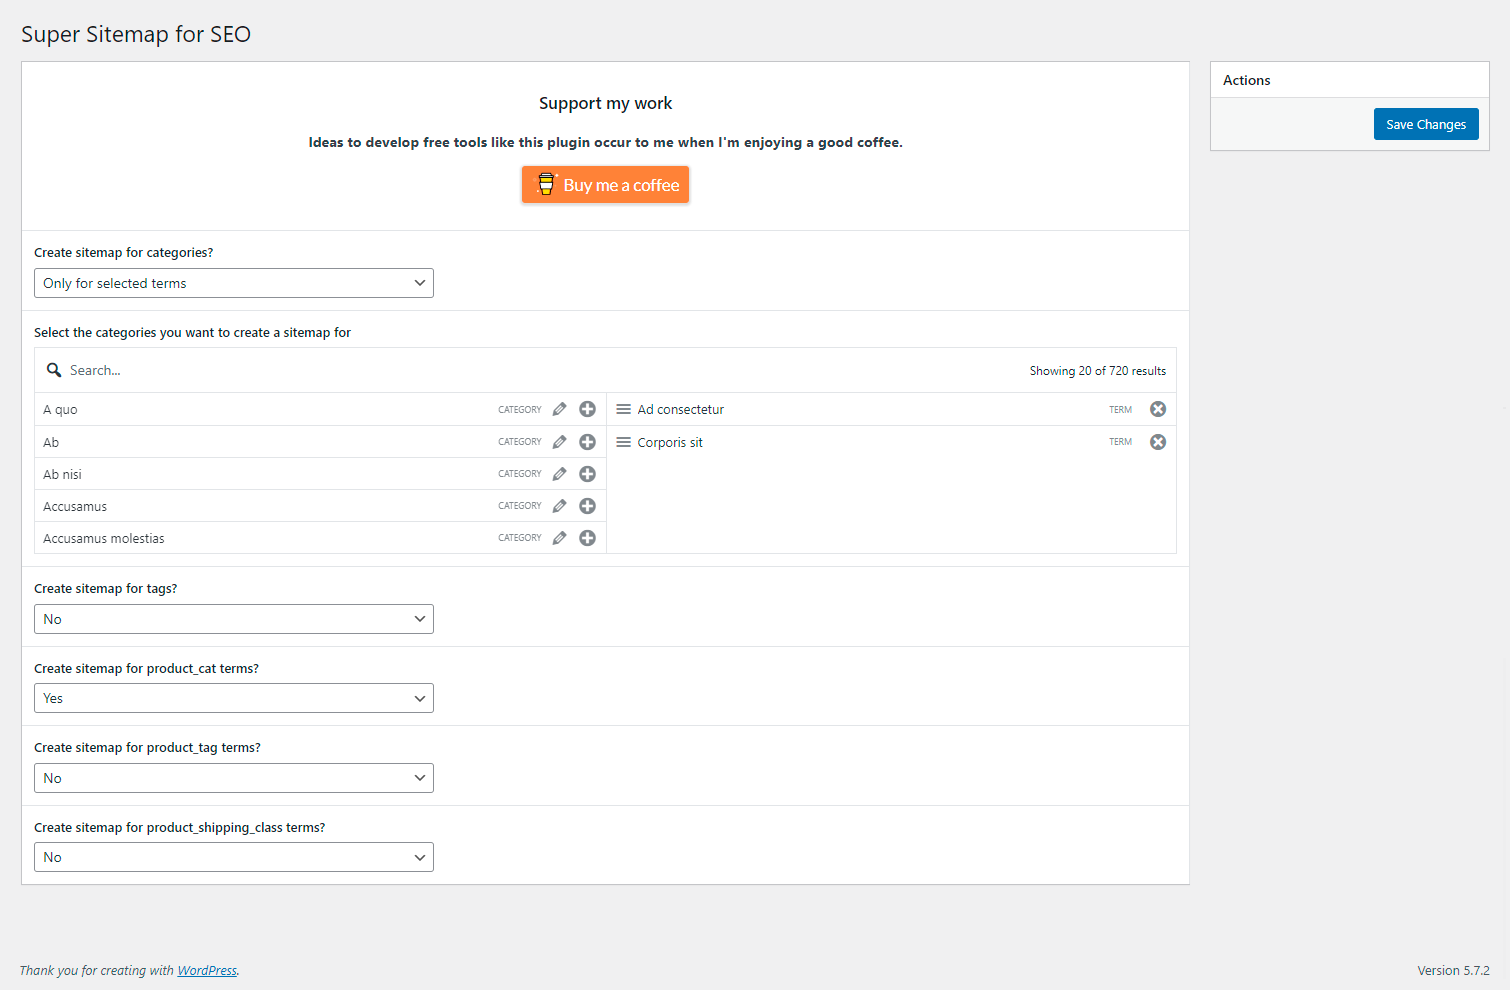 Super Sitemap for SEO
Support my work
Ideas to develop free tools like this plugin occur to me when I'm enjoying a good coffee.
Buy me a coffee
Actions
Save Changes
Create sitemap for categories?
Only for selected terms
Select the categories you want to create a sitemap for
Search...
Showing 20 of 720 results
A quo CATEGORY
Ab CATEGORY
Ab nisi CATEGORY
Accusamus CATEGORY
Accusamus molestias CATEGORY
Ad consectetur TERM
Corporis sit TERM
Create sitemap for tags?
No
Create sitemap for product_cat terms?
Yes
Create sitemap for product_tag terms?
No
Create sitemap for product_shipping_class terms?
No
Thank you for creating with WordPress.
Version 5.7.2